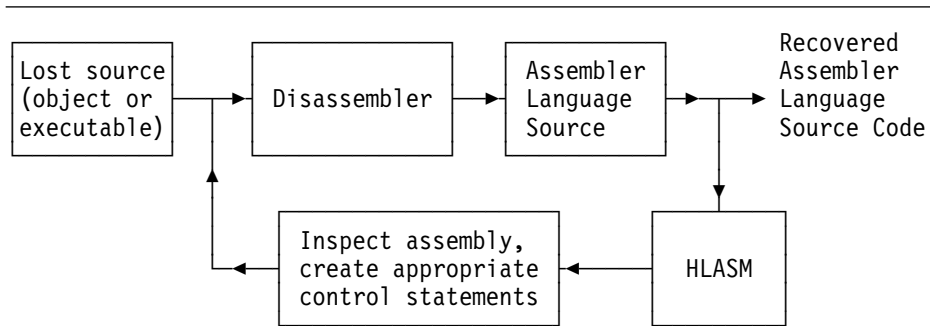 Lost source
(object or
executable)
Disassembler
Assembler
Language
Source
Recovered
Assembler
Language
Source Code
Inspect assembly,
create appropriate
control statements
HLASM